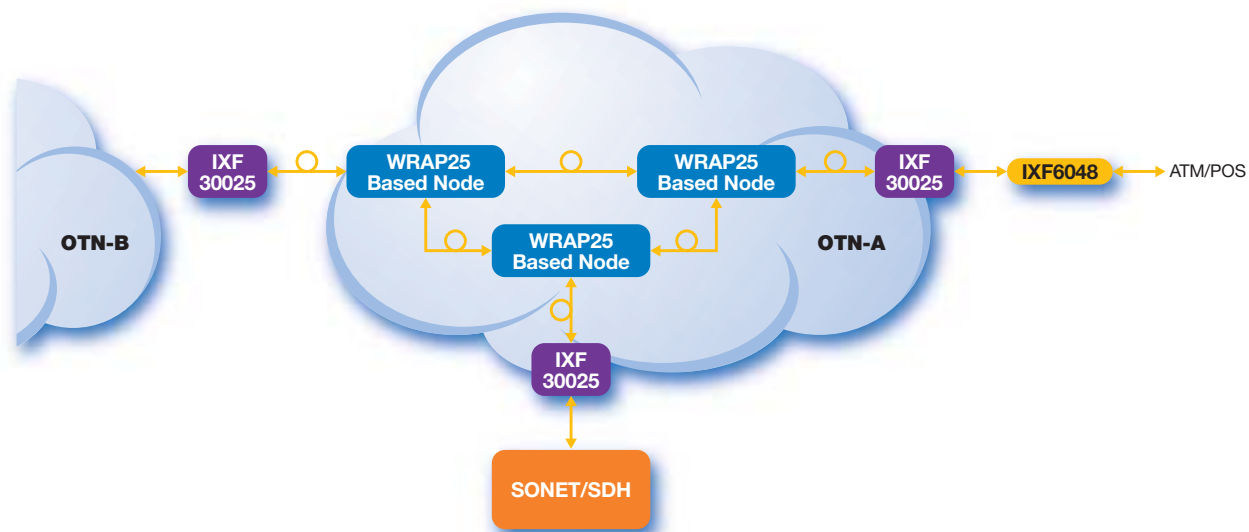 IXF
30025
WRAP25
Based Node
WRAP25
Based Node
IXF
30025
IXF6048
ATM/POS
OTN-B
WRAP25
Based Node
OTN-A
IXF
30025
SONET/SDH